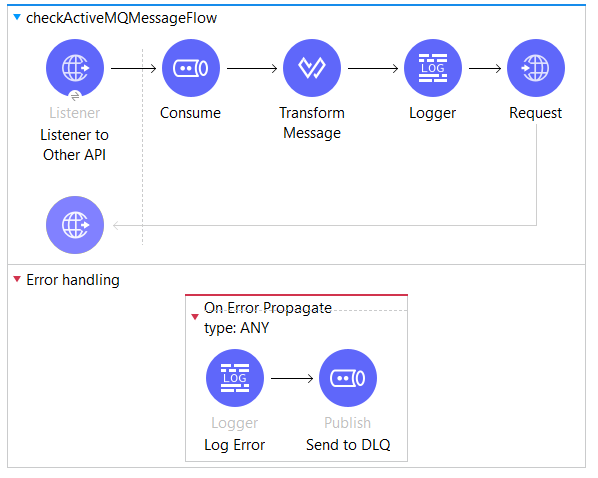 checkActiveMQMessageFlow
Listener
Listener to
Other API
Consume
Transform
Message
LOG
Logger
Request
Error handling
On Error Propagate
type: ANY
LOG
Logger
Log Error
Publish
Send to DLQ